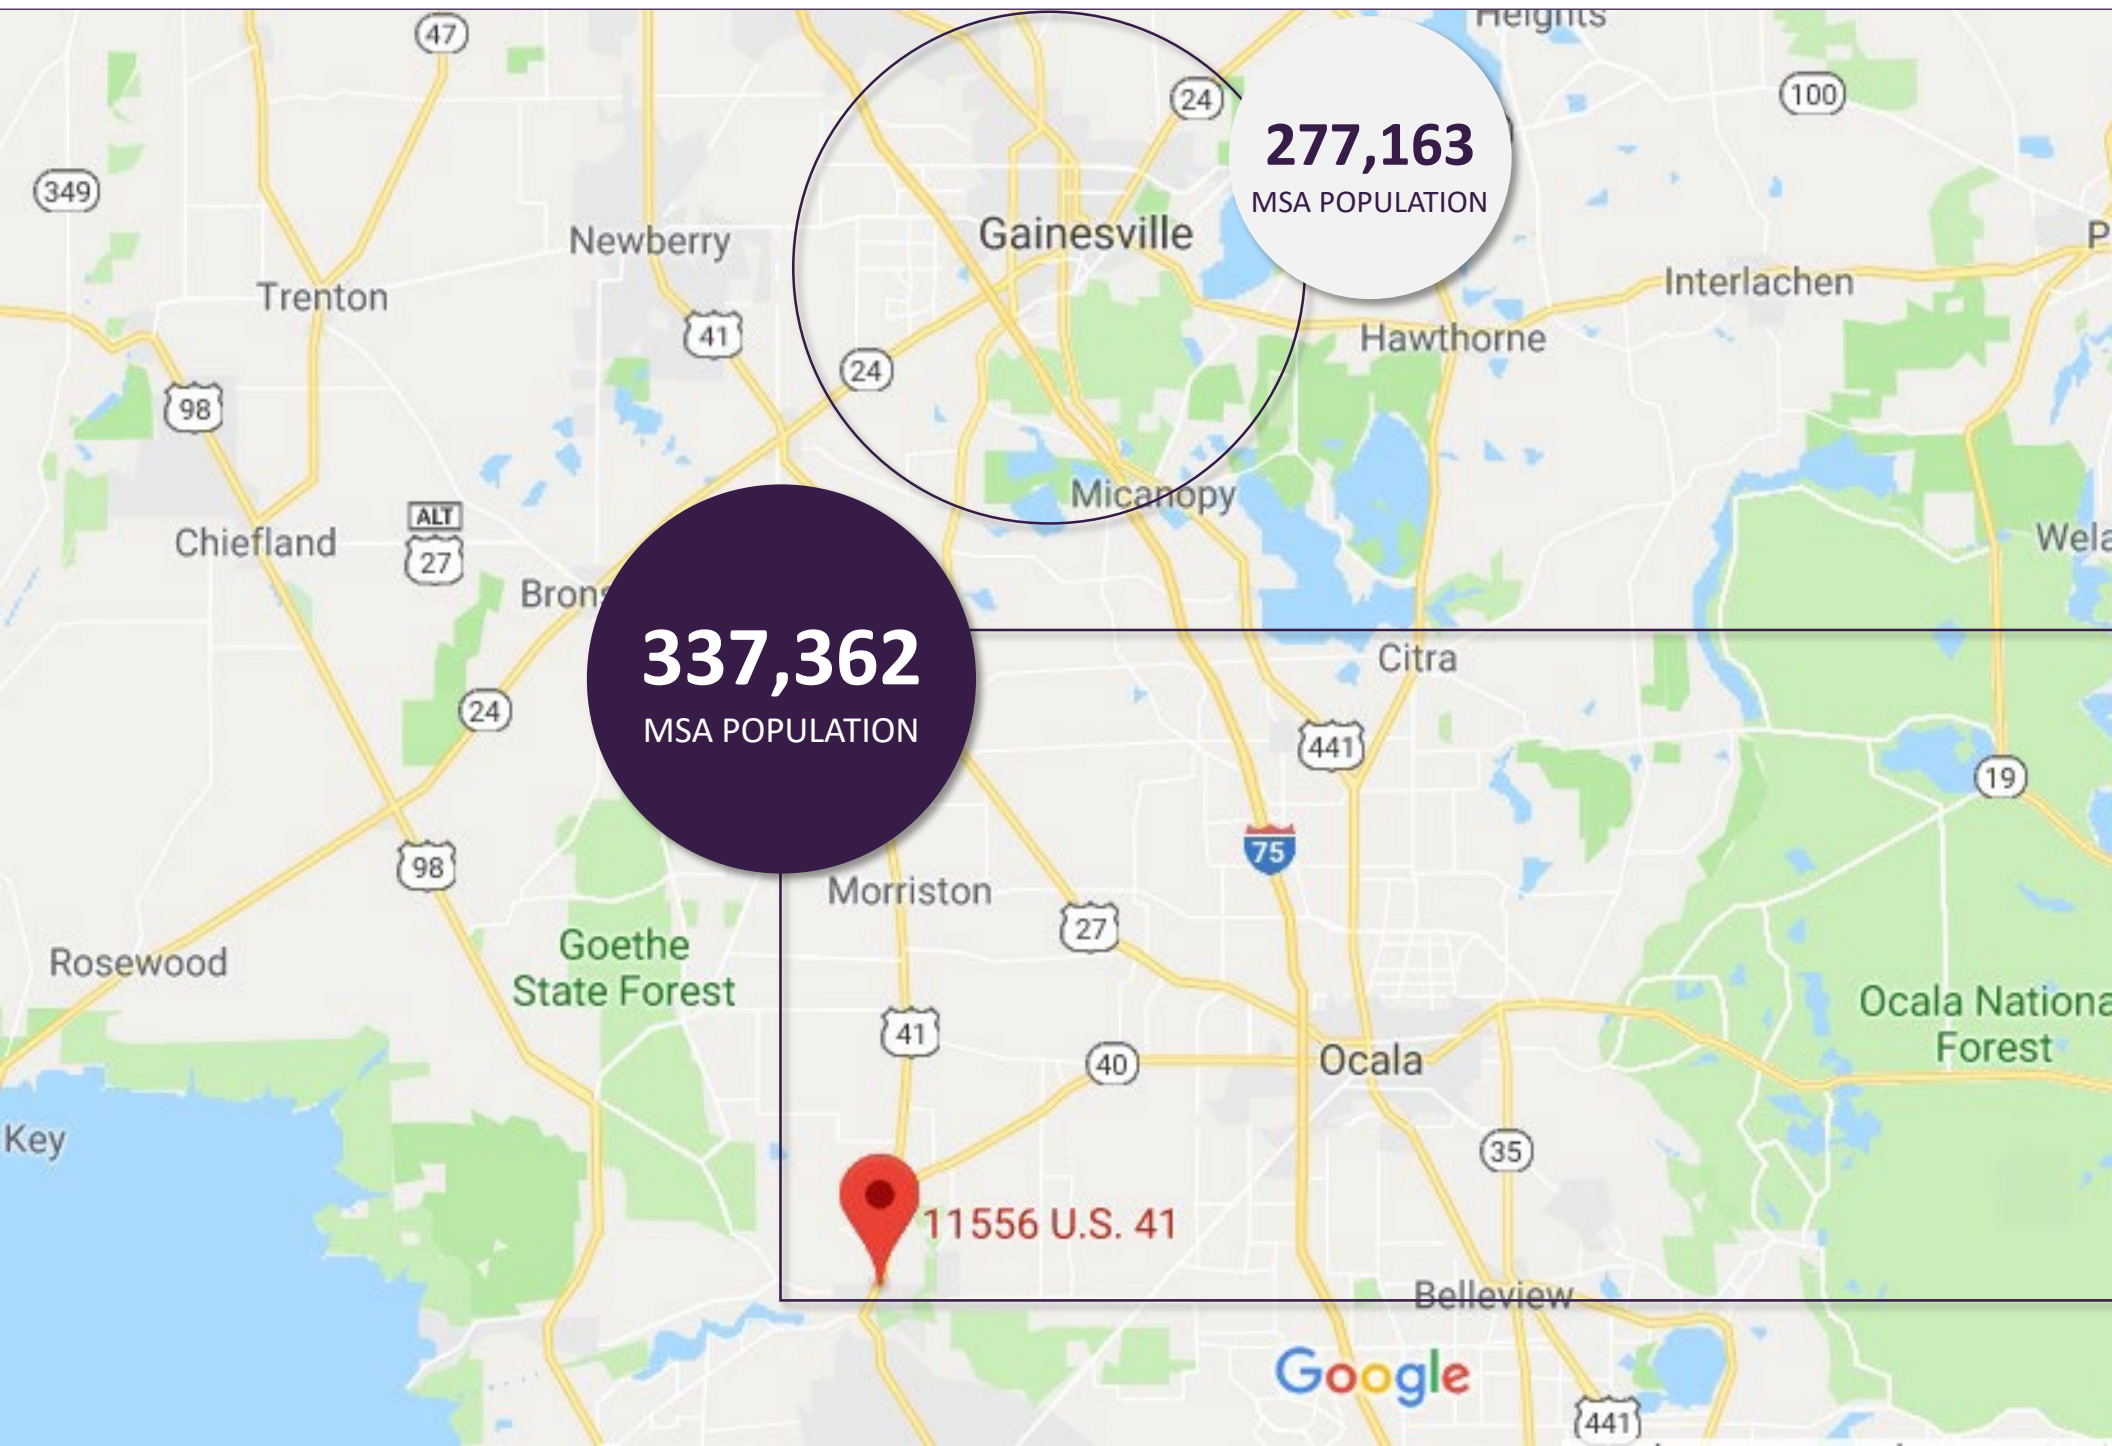 Heights
47
24
100
277,163
MSA POPULATION
349
Newberry
Gainesville
Trenton
Interlachen
41
Hawthorne
24
98
Micanopy
ALT
27
Chiefland
337,362
MSA POPULATION
Citra
24
441
19
75
98
Morriston
27
Rosewood
Goethe
State Forest
Ocala
Forest
41
40
Ocala
Key
35
11556 U.S. 41
Belleview
Google
441